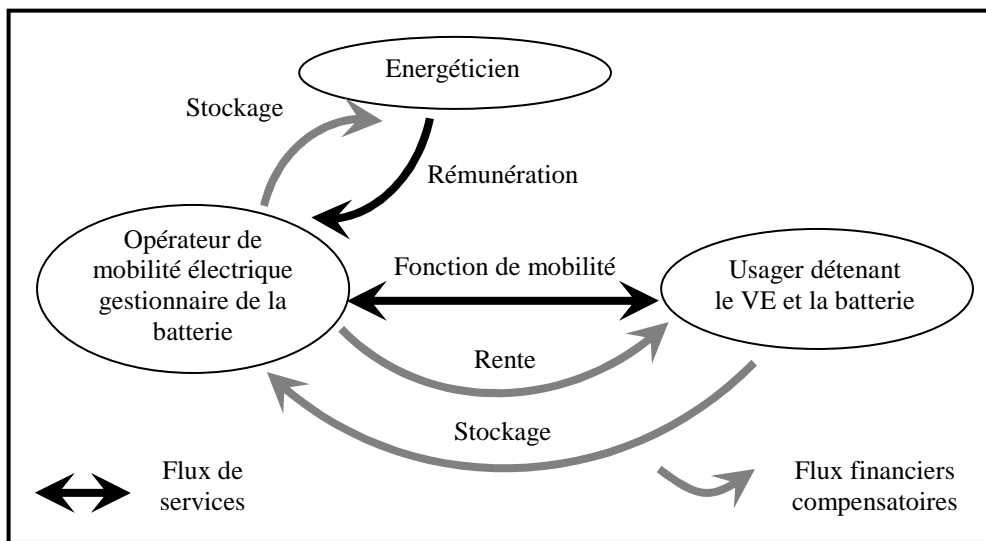 Energéticien
Stockage
Rémunération
Opérateur de
mobilité électrique
gestionnaire de la
batterie
Fonction de mobilité
Usager détenant
le VE et la batterie
Rente
Stockage
Flux de
services
Flux financiers
compensatoires